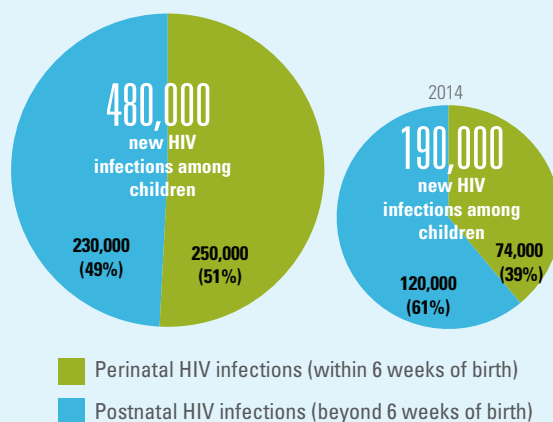 480,000
new HIV
infections among
children
230,000
(49%)
250,000
(51%)
2014
190,000
new HIV
infections among
children
74,000
(39%)
120,000
(61%)
Perinatal HIV infections (within 6 weeks of birth)
Postnatal HIV infections (beyond 6 weeks of birth)